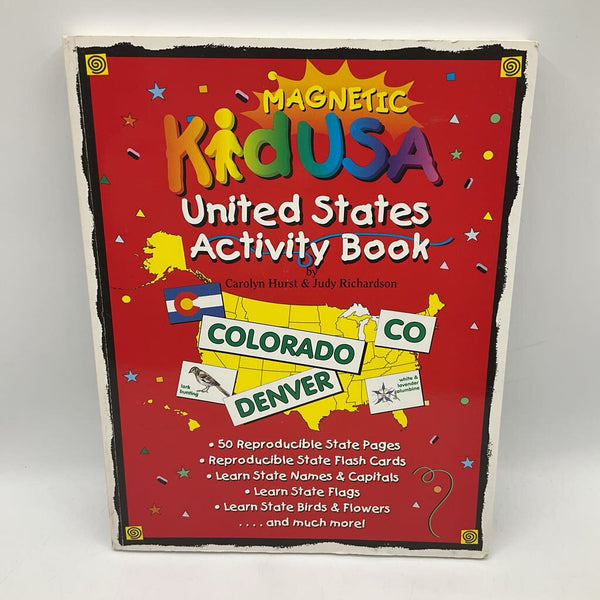 MAGNETIC
KidUSA
United States
Activity Book
by
Carolyn Hurst & Judy Richardson
COLORADO
CO
DENVER
lark
bunting
white &
lavender
columbine
• 50 Reproducible State Pages
• Reproducible State Flash Cards
• Learn State Names & Capitals
• Learn State Flags
• Learn State Birds & Flowers
. . . . and much more!